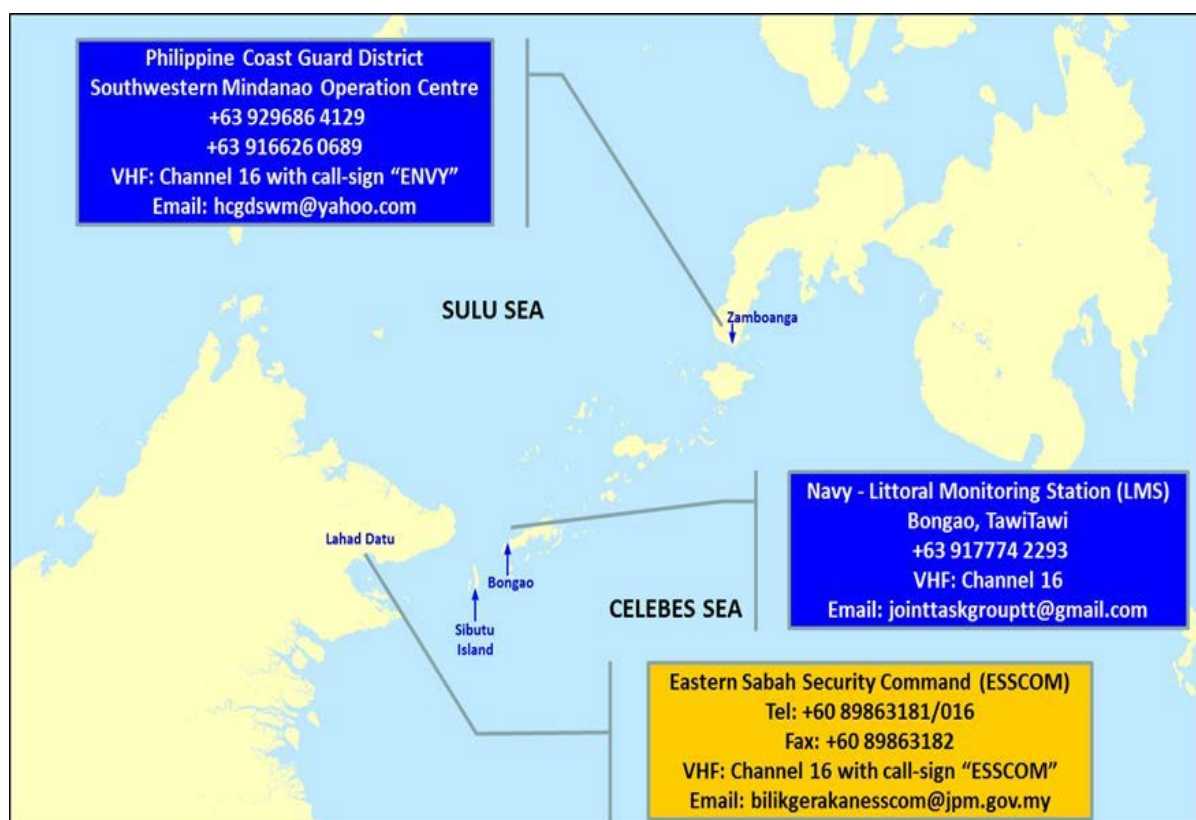 Philippine Coast Guard District
Southwestern Mindanao Operation Centre
+63 929686 4129
+63 916626 0689
VHF: Channel 16 with call-sign “ENVY”
Email: hcgdswm@yahoo.com
SULU SEA
Zamboanga
Navy - Littoral Monitoring Station (LMS)
Bongao, TawiTawi
+63 917774 2293
VHF: Channel 16
Email: jointtaskgrouptt@gmail.com
Lahad Datu
Bongao
CELEBES SEA
Sibutu
Island
Eastern Sabah Security Command (ESSCOM)
Tel: +60 89863181/016
Fax: +60 89863182
VHF: Channel 16 with call-sign “ESSCOM”
Email: bilikgerakanesscom@jpm.gov.my